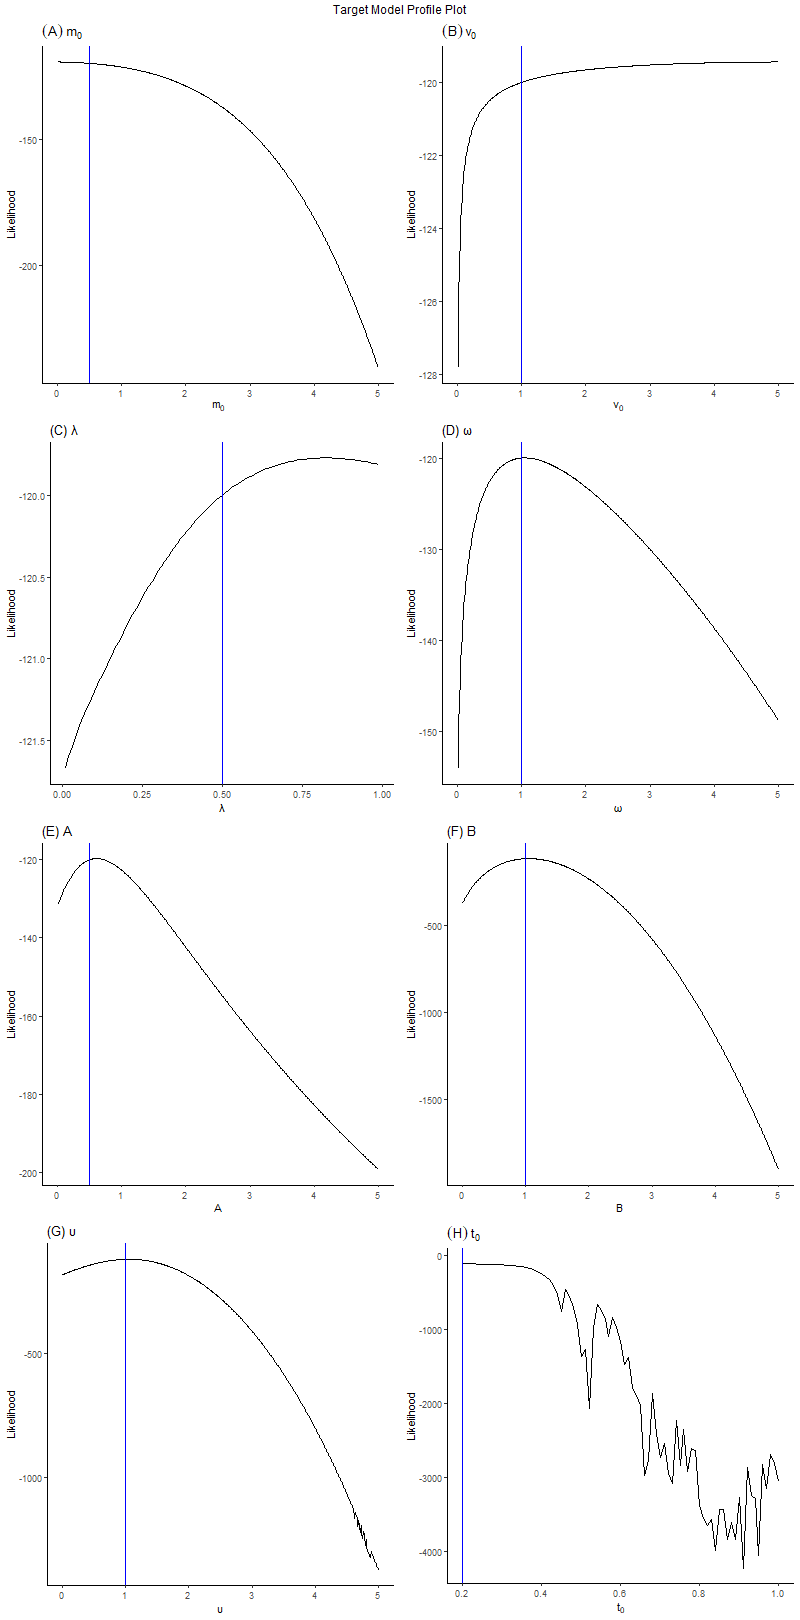 Target Model Profile Plot
(A) m₀
Likelihood
-150
-200
0 1 2 3 4 5
m₀
(B) v₀
Likelihood
-120
-122
-124
-126
-128
0 1 2 3 4 5
v₀
(C) λ
Likelihood
-120.0
-120.5
-121.0
-121.5
0.00 0.25 0.50 0.75 1.00
λ
(D) ω
Likelihood
-120
-130
-140
-150
0 1 2 3 4 5
ω
(E) A
Likelihood
-120
-140
-160
-180
-200
0 1 2 3 4 5
A
(F) B
Likelihood
-500
-1000
-1500
0 1 2 3 4 5
B
(G) υ
Likelihood
-500
-1000
0 1 2 3 4 5
υ
(H) t₀
Likelihood
0
-1000
-2000
-3000
-4000
0.2 0.4 0.6 0.8 1.0
t₀